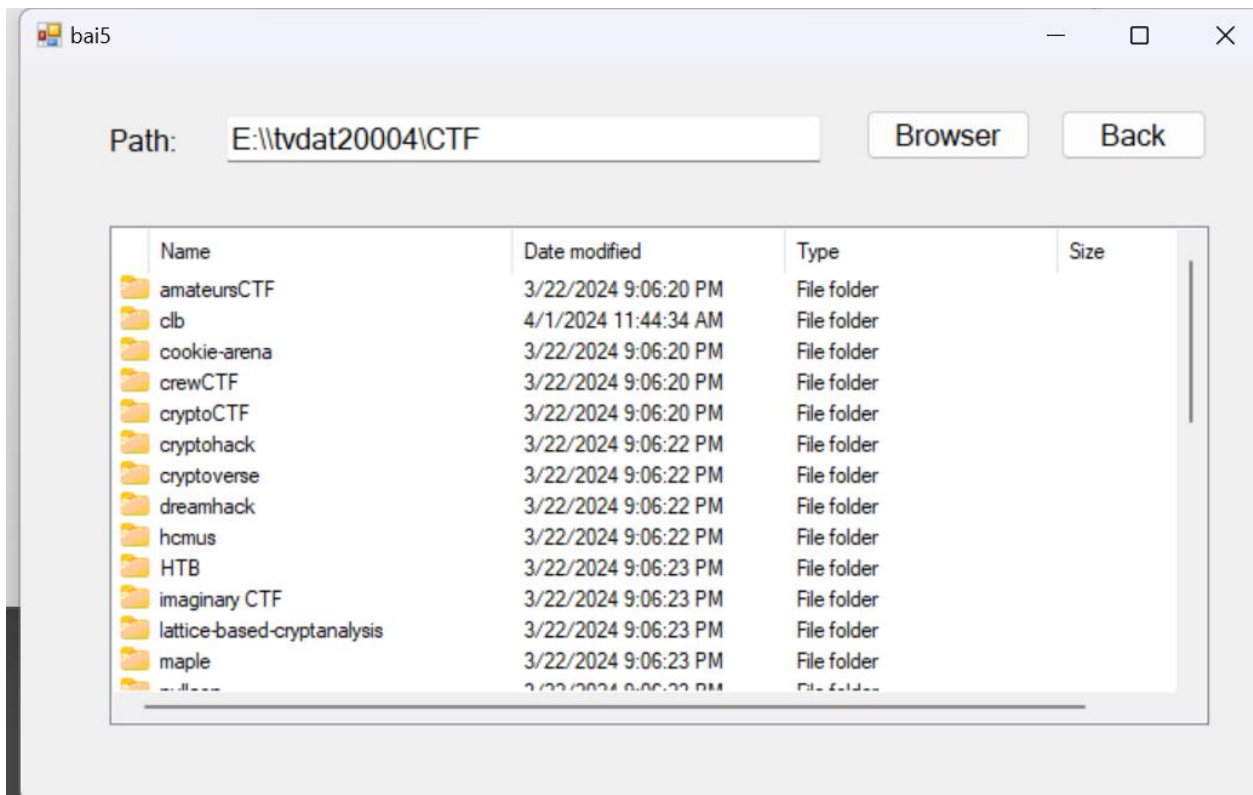 bai5
Path: E:\\tvdat20004\CTF Browser Back
Name Date modified Type Size
amateursCTF 3/22/2024 9:06:20 PM File folder
clb 4/1/2024 11:44:34 AM File folder
cookie-arena 3/22/2024 9:06:20 PM File folder
crewCTF 3/22/2024 9:06:20 PM File folder
cryptoCTF 3/22/2024 9:06:20 PM File folder
cryptohack 3/22/2024 9:06:22 PM File folder
cryptoverse 3/22/2024 9:06:22 PM File folder
dreamhack 3/22/2024 9:06:22 PM File folder
hcmus 3/22/2024 9:06:22 PM File folder
HTB 3/22/2024 9:06:23 PM File folder
imaginary CTF 3/22/2024 9:06:23 PM File folder
lattice-based-cryptanalysis 3/22/2024 9:06:23 PM File folder
maple 3/22/2024 9:06:23 PM File folder